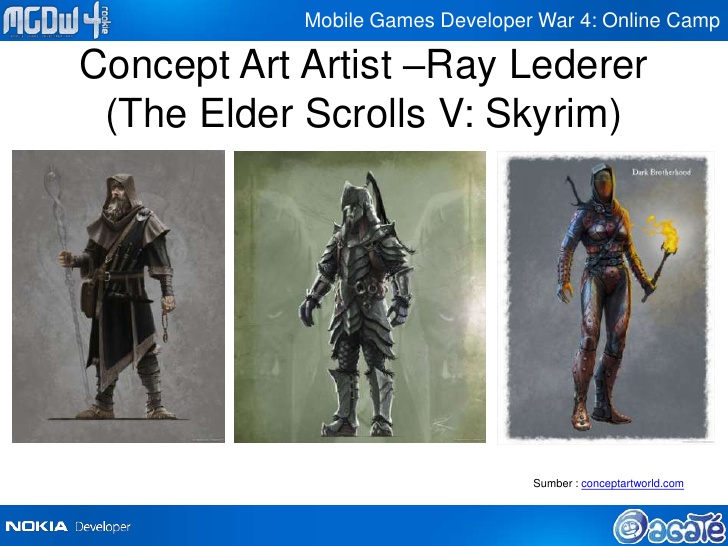 MGDW 4 rookie
Mobile Games Developer War 4: Online Camp
Concept Art Artist –Ray Lederer
(The Elder Scrolls V: Skyrim)
Dark Brotherhood
Sumber : conceptartworld.com
NOKIA Developer
agate